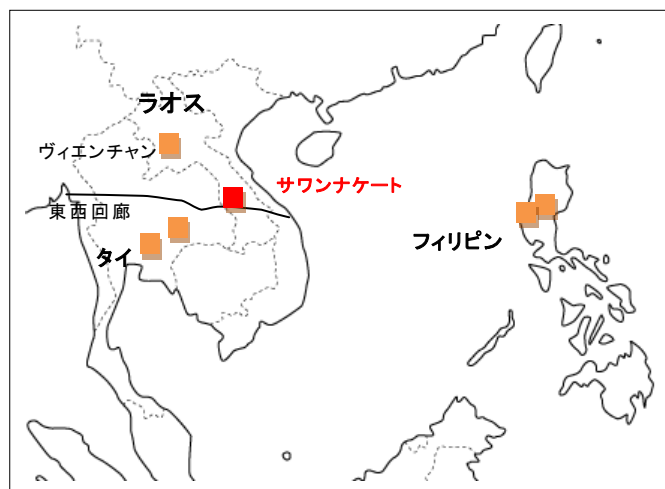 ラオス
ヴィエンチャン
サワンナケート
東西回廊
タイ
フィリピン